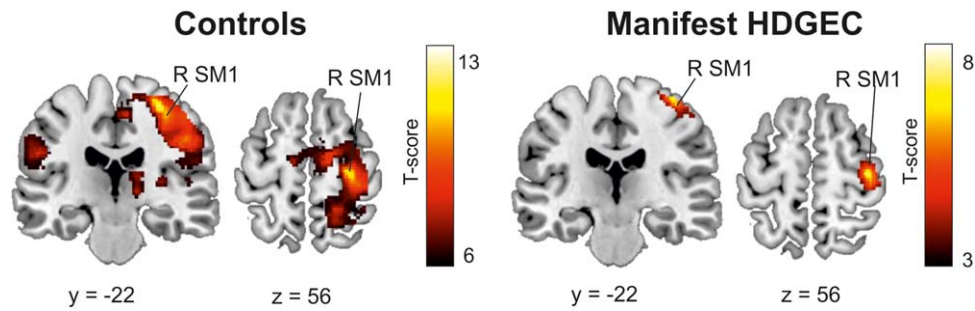 Controls
R SM1
R SM1
13
T-score
6
y = -22
z = 56
Manifest HDGEC
R SM1
R SM1
8
T-score
3
y = -22
z = 56